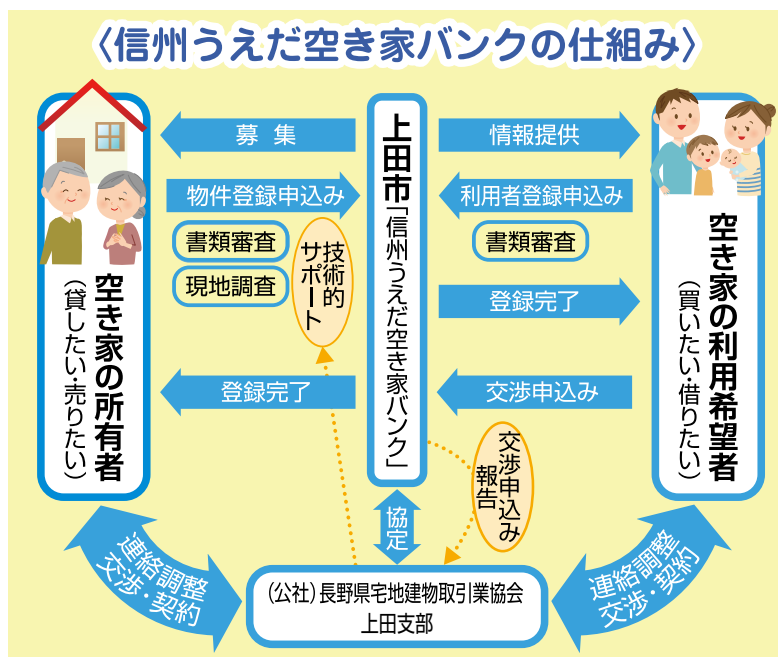 〈信州うえだ空き家バンクの仕組み〉
空き家の所有者
（貸したい・売りたい）
募 集
物件登録申込み
書類審査
現地調査
技術的
サポート
登録完了
上田市「信州うえだ空き家バンク」
情報提供
利用者登録申込み
書類審査
登録完了
交渉申込み
交渉申込み
報告
空き家の利用希望者
（買いたい・借りたい）
協定
連絡調整
交渉・契約
（公社）長野県宅地建物取引業協会
上田支部
連絡調整
交渉・契約